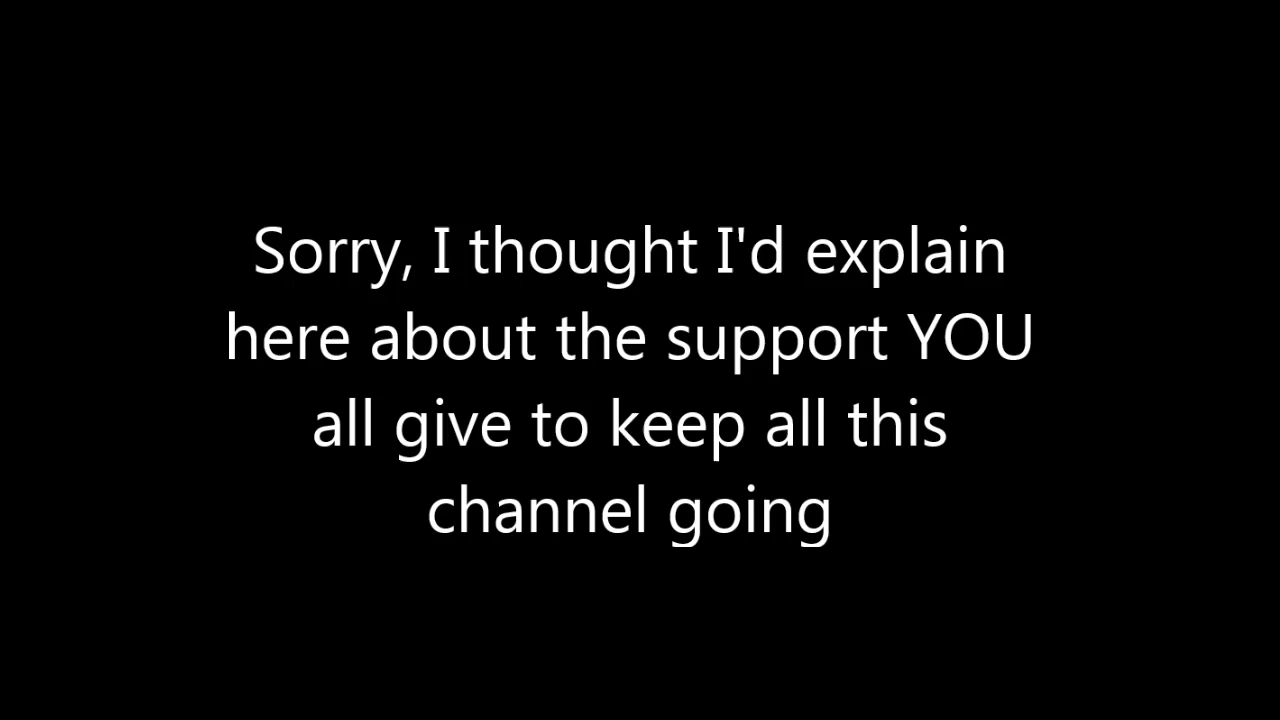 Sorry, I thought I'd explain
here about the support YOU
all give to keep all this
channel going